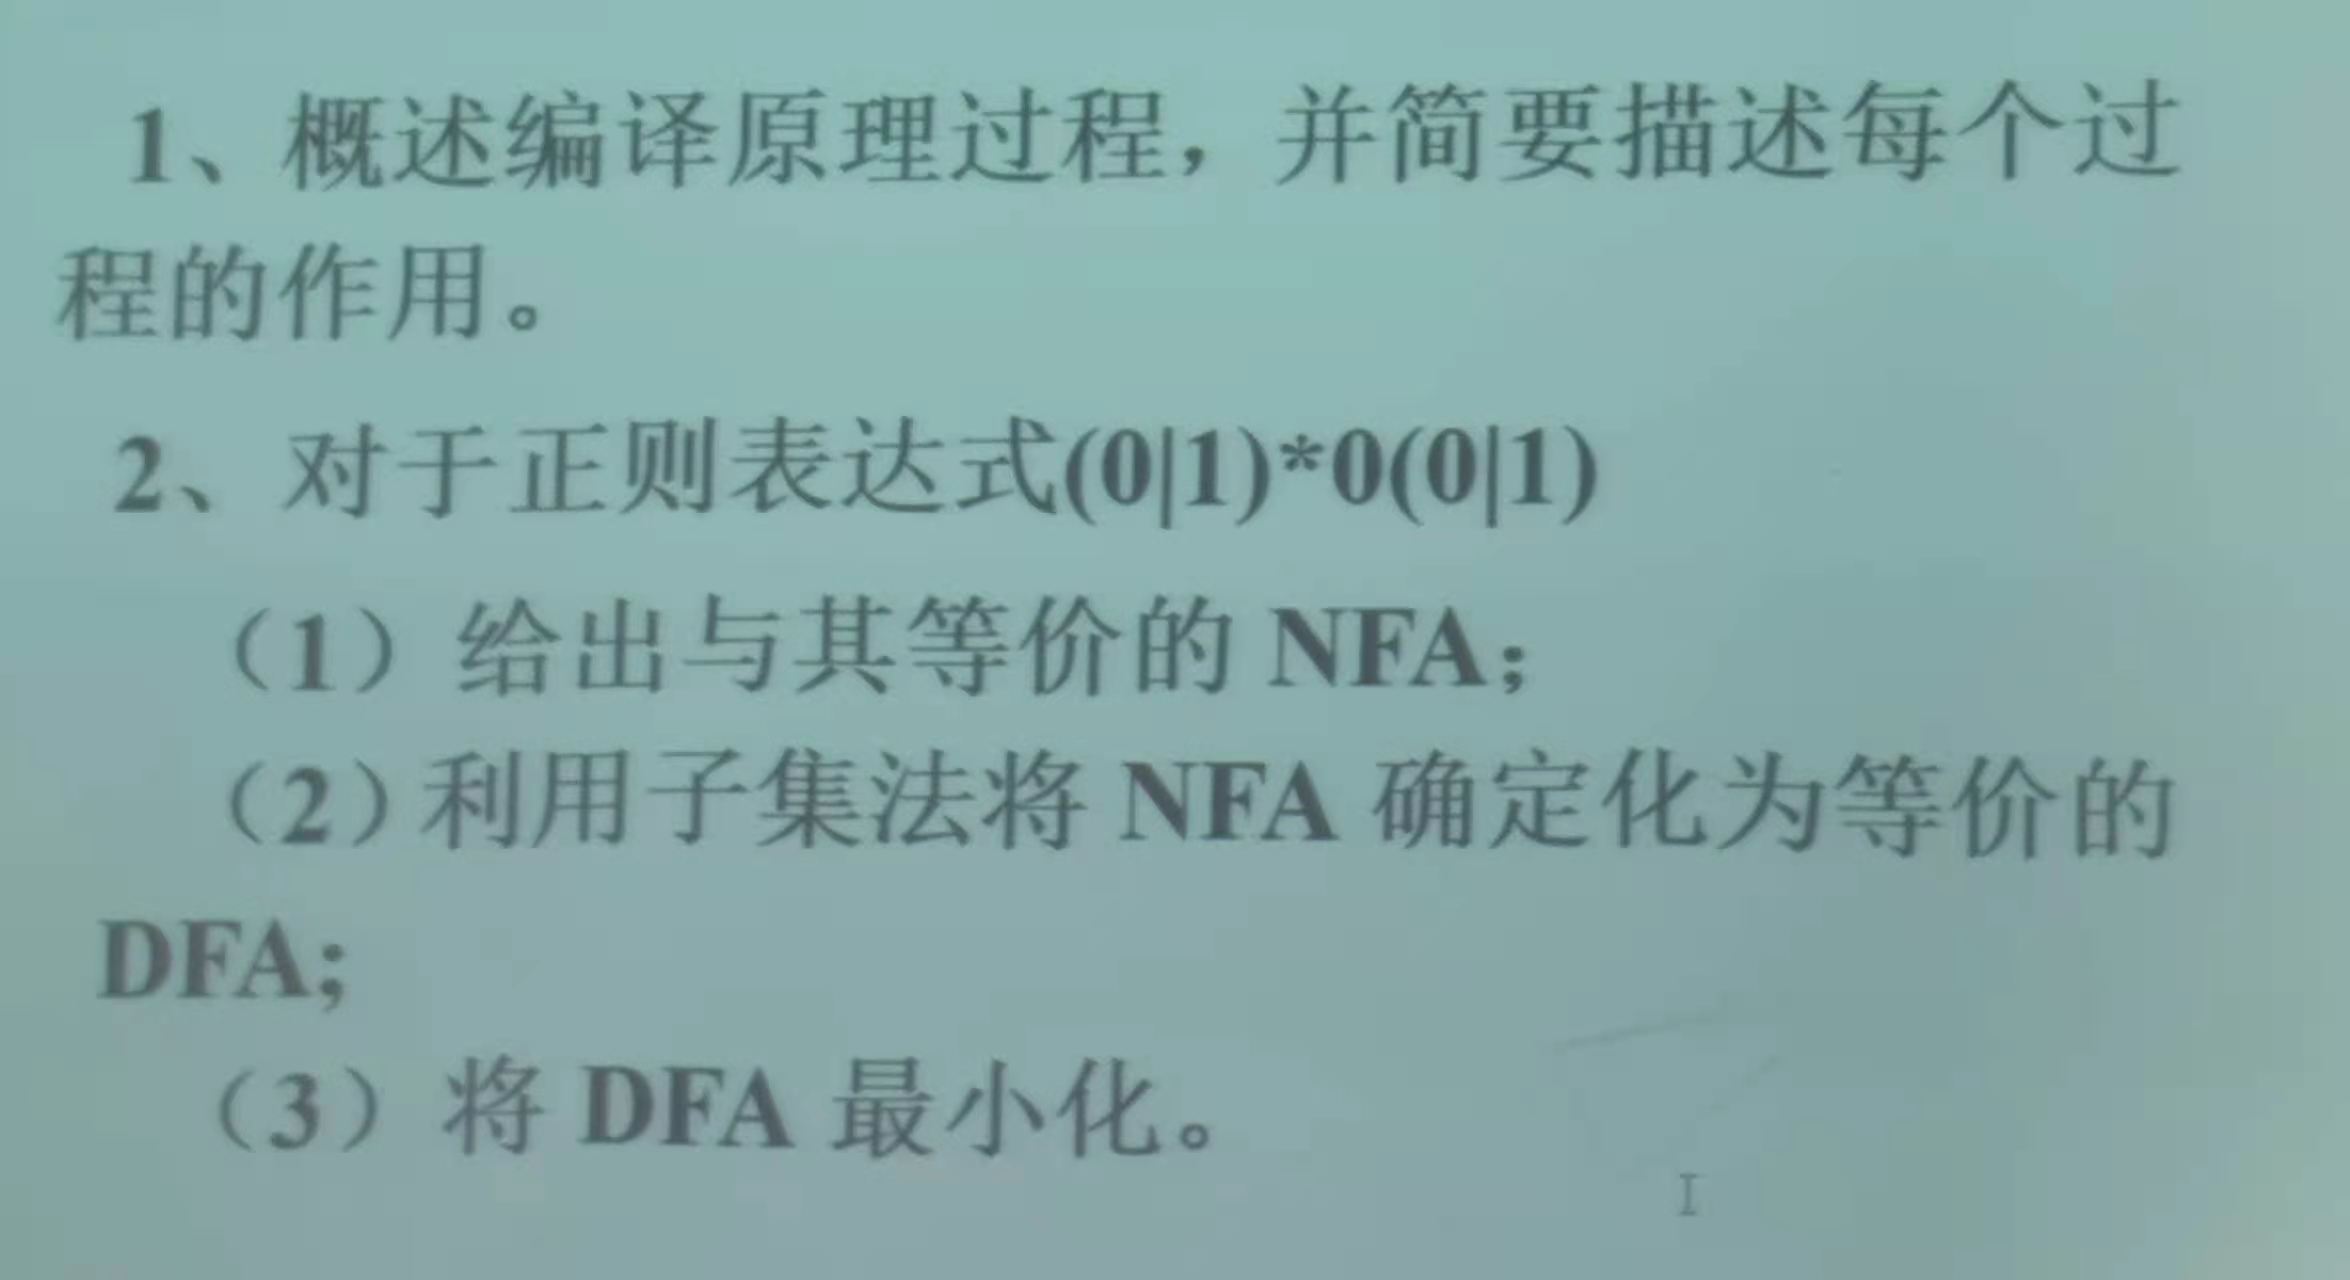 1、概述编译原理过程，并简要描述每个过
程的作用。
2、对于正则表达式(0|1)*0(0|1)
（1）给出与其等价的 NFA；
（2）利用子集法将 NFA 确定化为等价的
DFA;
（3）将 DFA 最小化。